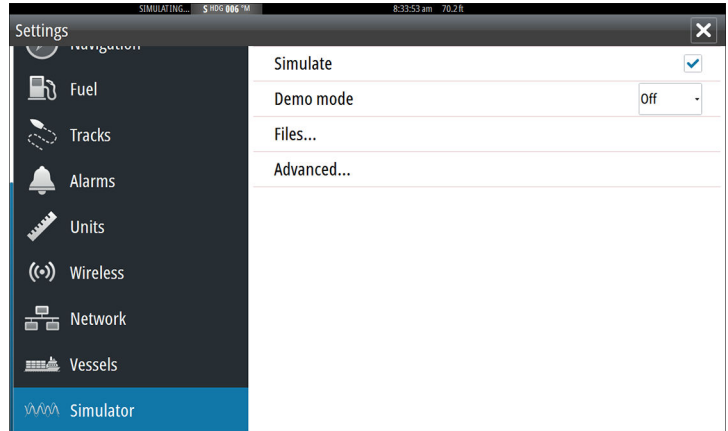 SIMULATING... S HDG 006 °M 8:33:53 am 70.2 ft
Settings
Navigation
Simulate
Fuel
Demo mode Off
Tracks
Files...
Alarms
Advanced...
Units
Wireless
Network
Vessels
Simulator